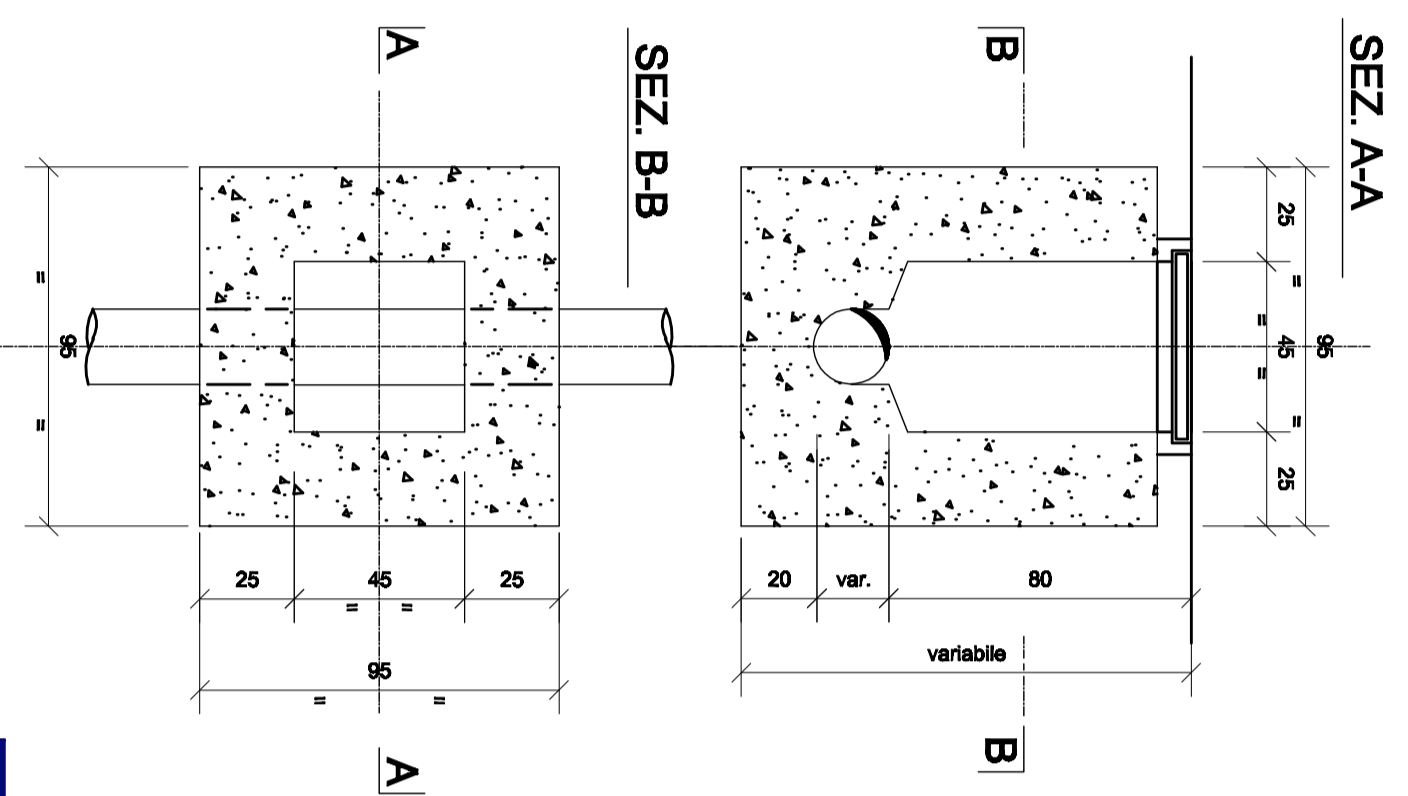 SEZ. A-A
95
25
=
=
45
=
=
25
B
B
80
var.
20
variabile
SEZ. B-B
A
A
=
95
=
25
45
25
=
=
95
=
=